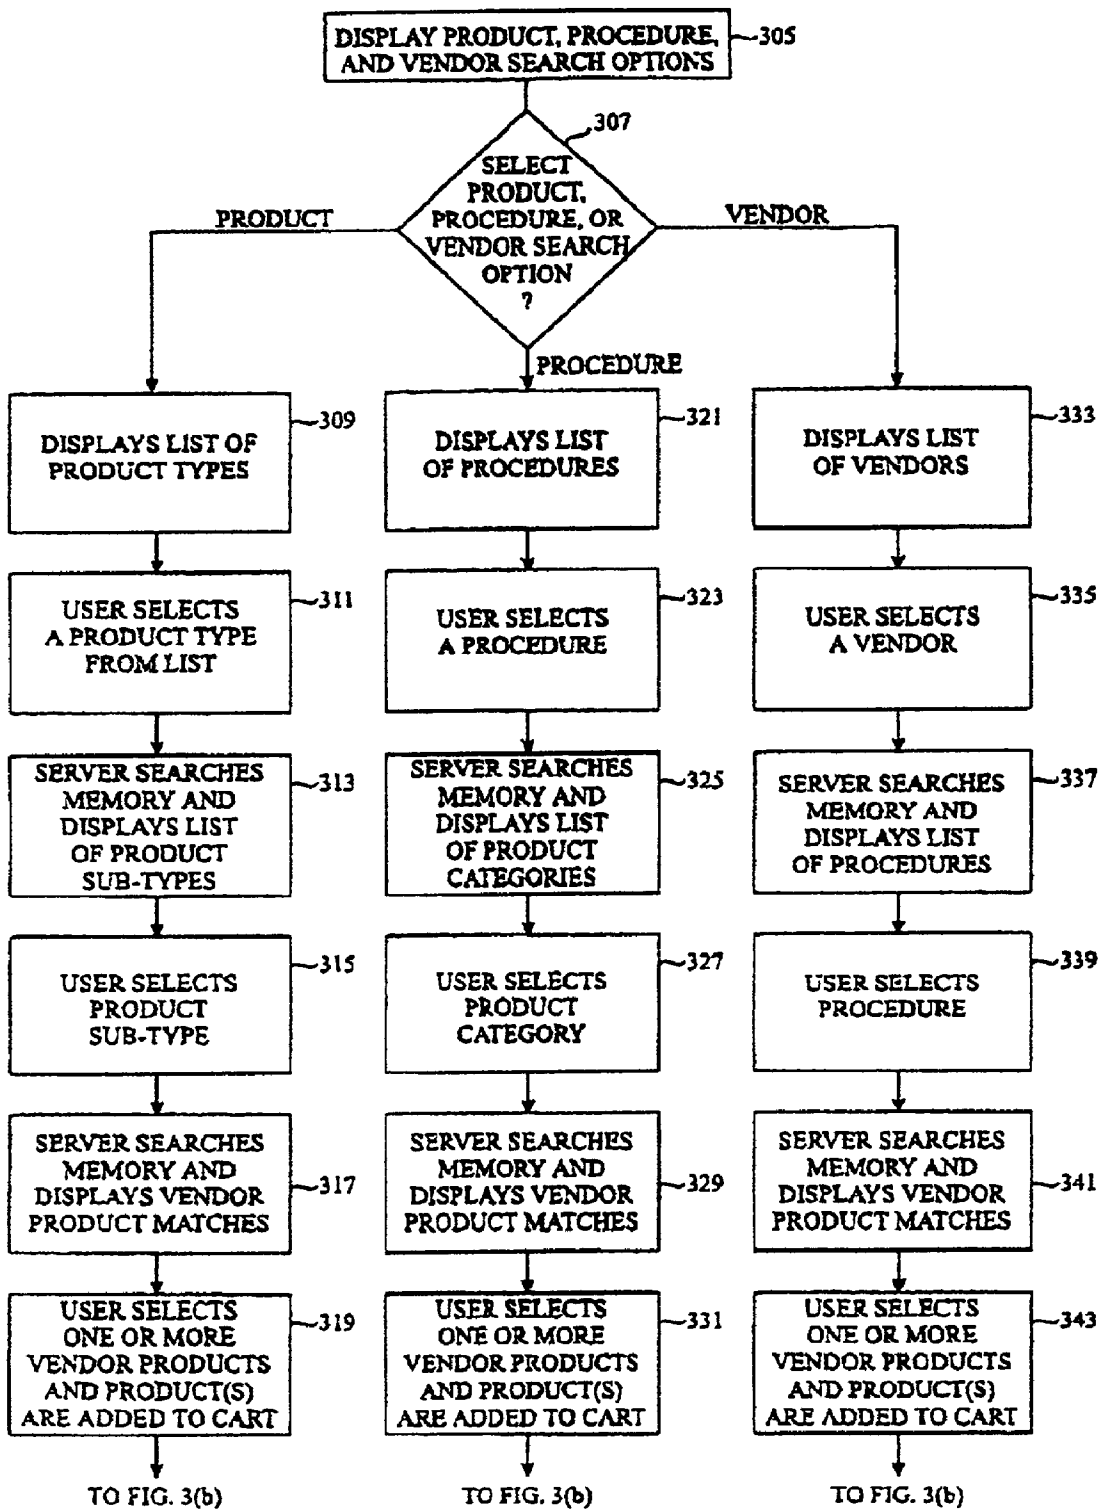 DISPLAY PRODUCT, PROCEDURE,
AND VENDOR SEARCH OPTIONS
305
307
SELECT
PRODUCT,
PROCEDURE, OR
VENDOR SEARCH
OPTION
?
PRODUCT
VENDOR
PROCEDURE
DISPLAYS LIST OF
PRODUCT TYPES
309
USER SELECTS
A PRODUCT TYPE
FROM LIST
311
SERVER SEARCHES
MEMORY AND
DISPLAYS LIST
OF PRODUCT
SUB-TYPES
313
USER SELECTS
PRODUCT
SUB-TYPE
315
SERVER SEARCHES
MEMORY AND
DISPLAYS VENDOR
PRODUCT MATCHES
317
USER SELECTS
ONE OR MORE
VENDOR PRODUCTS
AND PRODUCT(S)
ARE ADDED TO CART
319
TO FIG. 3(b)
DISPLAYS LIST
OF PROCEDURES
321
USER SELECTS
A PROCEDURE
323
SERVER SEARCHES
MEMORY AND
DISPLAYS LIST
OF PRODUCT
CATEGORIES
325
USER SELECTS
PRODUCT
CATEGORY
327
SERVER SEARCHES
MEMORY AND
DISPLAYS VENDOR
PRODUCT MATCHES
329
USER SELECTS
ONE OR MORE
VENDOR PRODUCTS
AND PRODUCT(S)
ARE ADDED TO CART
331
TO FIG. 3(b)
DISPLAYS LIST
OF VENDORS
333
USER SELECTS
A VENDOR
335
SERVER SEARCHES
MEMORY AND
DISPLAYS LIST
OF PROCEDURES
337
USER SELECTS
PROCEDURE
339
SERVER SEARCHES
MEMORY AND
DISPLAYS VENDOR
PRODUCT MATCHES
341
USER SELECTS
ONE OR MORE
VENDOR PRODUCTS
AND PRODUCT(S)
ARE ADDED TO CART
343
TO FIG. 3(b)